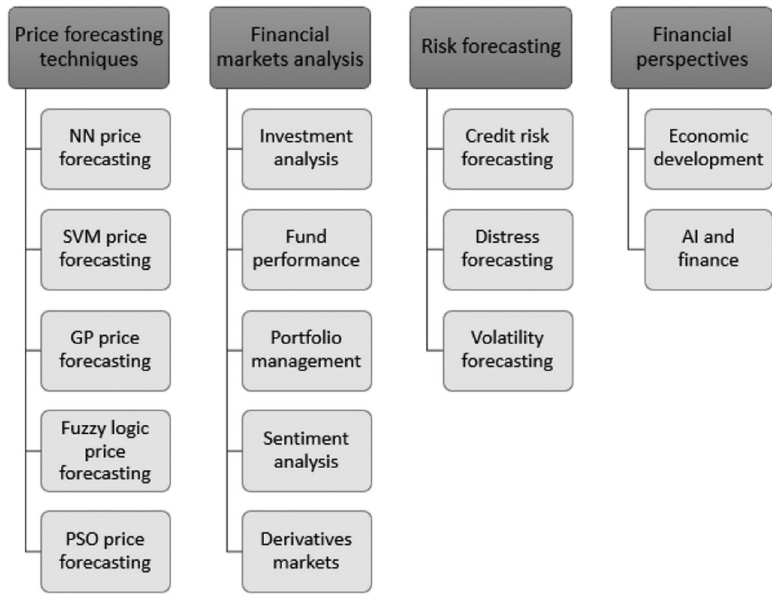 Price forecasting
techniques
NN price
forecasting
SVM price
forecasting
GP price
forecasting
Fuzzy logic
price
forecasting
PSO price
forecasting
Financial
markets analysis
Investment
analysis
Fund
performance
Portfolio
management
Sentiment
analysis
Derivatives
markets
Risk forecasting
Credit risk
forecasting
Distress
forecasting
Volatility
forecasting
Financial
perspectives
Economic
development
AI and
finance